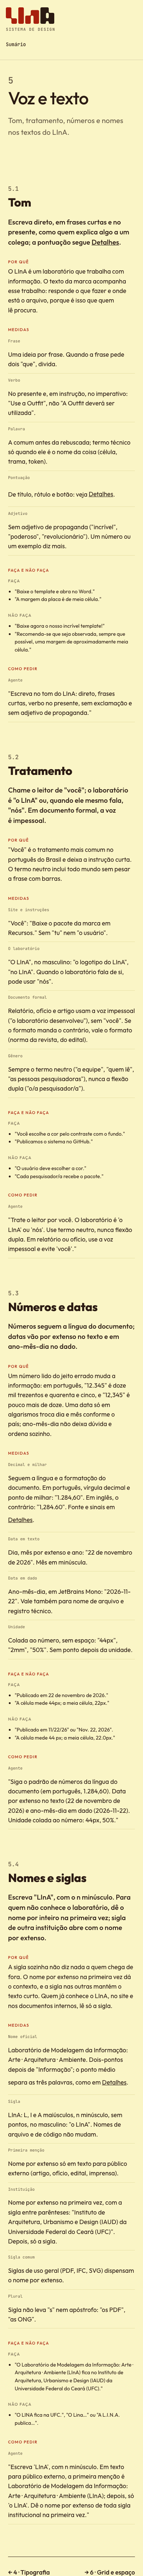 LInA
SISTEMA DE DESIGN
Sumário
5
Voz e texto
Tom, tratamento, números e nomes
nos textos do LInA.
5.1
Tom
Escreva direto, em frases curtas e no
presente, como quem explica algo a um
colega; a pontuação segue Detalhes.
POR QUÊ
O LInA é um laboratório que trabalha com
informação. O texto da marca acompanha
esse trabalho: responde o que fazer e onde
está o arquivo, porque é isso que quem
lê procura.
MEDIDAS
Frase
Uma ideia por frase. Quando a frase pede
dois "que", divida.
Verbo
No presente e, em instrução, no imperativo:
"Use a Outfit", não "A Outfit deverá ser
utilizada".
Palavra
A comum antes da rebuscada; termo técnico
só quando ele é o nome da coisa (célula,
trama, token).
Pontuação
De título, rótulo e botão: veja Detalhes.
Adjetivo
Sem adjetivo de propaganda ("incrível",
"poderoso", "revolucionário"). Um número ou
um exemplo diz mais.
FAÇA E NÃO FAÇA
FAÇA
• "Baixe o template e abra no Word."
• "A margem da placa é de meia célula."
NÃO FAÇA
• "Baixe agora o nosso incrível template!"
• "Recomenda-se que seja observada, sempre que
possível, uma margem de aproximadamente meia
célula."
COMO PEDIR
Agente
"Escreva no tom do LInA: direto, frases
curtas, verbo no presente, sem exclamação e
sem adjetivo de propaganda."
5.2
Tratamento
Chame o leitor de "você"; o laboratório
é "o LInA" ou, quando ele mesmo fala,
"nós". Em documento formal, a voz
é impessoal.
POR QUÊ
"Você" é o tratamento mais comum no
português do Brasil e deixa a instrução curta.
O termo neutro inclui todo mundo sem parar
a frase com barras.
MEDIDAS
Site e instruções
"Você": "Baixe o pacote da marca em
Recursos." Sem "tu" nem "o usuário".
O laboratório
"O LInA", no masculino: "o logotipo do LInA",
"no LInA". Quando o laboratório fala de si,
pode usar "nós".
Documento formal
Relatório, ofício e artigo usam a voz impessoal
("o laboratório desenvolveu"), sem "você". Se
o formato manda o contrário, vale o formato
(norma da revista, do edital).
Gênero
Sempre o termo neutro ("a equipe", "quem lê",
"as pessoas pesquisadoras"), nunca a flexão
dupla ("o/a pesquisador/a").
FAÇA E NÃO FAÇA
FAÇA
• "Você escolhe a cor pelo contraste com o fundo."
• "Publicamos o sistema no GitHub."
NÃO FAÇA
• "O usuário deve escolher a cor."
• "Cada pesquisador/a recebe o pacote."
COMO PEDIR
Agente
"Trate o leitor por você. O laboratório é 'o
LInA' ou 'nós'. Use termo neutro, nunca flexão
dupla. Em relatório ou ofício, use a voz
impessoal e evite 'você'."
5.3
Números e datas
Números seguem a língua do documento;
datas vão por extenso no texto e em
ano-mês-dia no dado.
POR QUÊ
Um número lido do jeito errado muda a
informação: em português, "12.345" é doze
mil trezentos e quarenta e cinco, e "12,345" é
pouco mais de doze. Uma data só em
algarismos troca dia e mês conforme o
país; ano-mês-dia não deixa dúvida e
ordena sozinho.
MEDIDAS
Decimal e milhar
Seguem a língua e a formatação do
documento. Em português, vírgula decimal e
ponto de milhar: "1.284,60". Em inglês, o
contrário: "1,284.60". Fonte e sinais em
Detalhes.
Data em texto
Dia, mês por extenso e ano: "22 de novembro
de 2026". Mês em minúscula.
Data em dado
Ano-mês-dia, em JetBrains Mono: "2026-11-
22". Vale também para nome de arquivo e
registro técnico.
Unidade
Colada ao número, sem espaço: "44px",
"2mm", "50%". Sem ponto depois da unidade.
FAÇA E NÃO FAÇA
FAÇA
• "Publicado em 22 de novembro de 2026."
• "A célula mede 44px; a meia célula, 22px."
NÃO FAÇA
• "Publicado em 11/22/26" ou "Nov. 22, 2026".
• "A célula mede 44 px; a meia célula, 22.0px."
COMO PEDIR
Agente
"Siga o padrão de números da língua do
documento (em português, 1.284,60). Data
por extenso no texto (22 de novembro de
2026) e ano-mês-dia em dado (2026-11-22).
Unidade colada ao número: 44px, 50%."
5.4
Nomes e siglas
Escreva "LInA", com o n minúsculo. Para
quem não conhece o laboratório, dê o
nome por inteiro na primeira vez; sigla
de outra instituição abre com o nome
por extenso.
POR QUÊ
A sigla sozinha não diz nada a quem chega de
fora. O nome por extenso na primeira vez dá
o contexto, e a sigla nas outras mantém o
texto curto. Quem já conhece o LInA, no site e
nos documentos internos, lê só a sigla.
MEDIDAS
Nome oficial
Laboratório de Modelagem da Informação:
Arte · Arquitetura · Ambiente. Dois-pontos
depois de "Informação"; o ponto médio
separa as três palavras, como em Detalhes.
Sigla
LInA: L, I e A maiúsculos, n minúsculo, sem
pontos, no masculino: "o LInA". Nomes de
arquivo e de código não mudam.
Primeira menção
Nome por extenso só em texto para público
externo (artigo, ofício, edital, imprensa).
Instituição
Nome por extenso na primeira vez, com a
sigla entre parênteses: "Instituto de
Arquitetura, Urbanismo e Design (IAUD) da
Universidade Federal do Ceará (UFC)".
Depois, só a sigla.
Sigla comum
Siglas de uso geral (PDF, IFC, SVG) dispensam
o nome por extenso.
Plural
Sigla não leva "s" nem apóstrofo: "os PDF",
"as ONG".
FAÇA E NÃO FAÇA
FAÇA
• "O Laboratório de Modelagem da Informação: Arte ·
Arquitetura · Ambiente (LInA) fica no Instituto de
Arquitetura, Urbanismo e Design (IAUD) da
Universidade Federal do Ceará (UFC)."
NÃO FAÇA
• "O LINA fica na UFC.", "O Lina…" ou "A L.I.N.A.
publica…".
COMO PEDIR
Agente
"Escreva 'LInA', com n minúsculo. Em texto
para público externo, a primeira menção é
Laboratório de Modelagem da Informação:
Arte · Arquitetura · Ambiente (LInA); depois, só
'o LInA'. Dê o nome por extenso de toda sigla
institucional na primeira vez."
← 4 · Tipografia
→ 6 · Grid e espaço